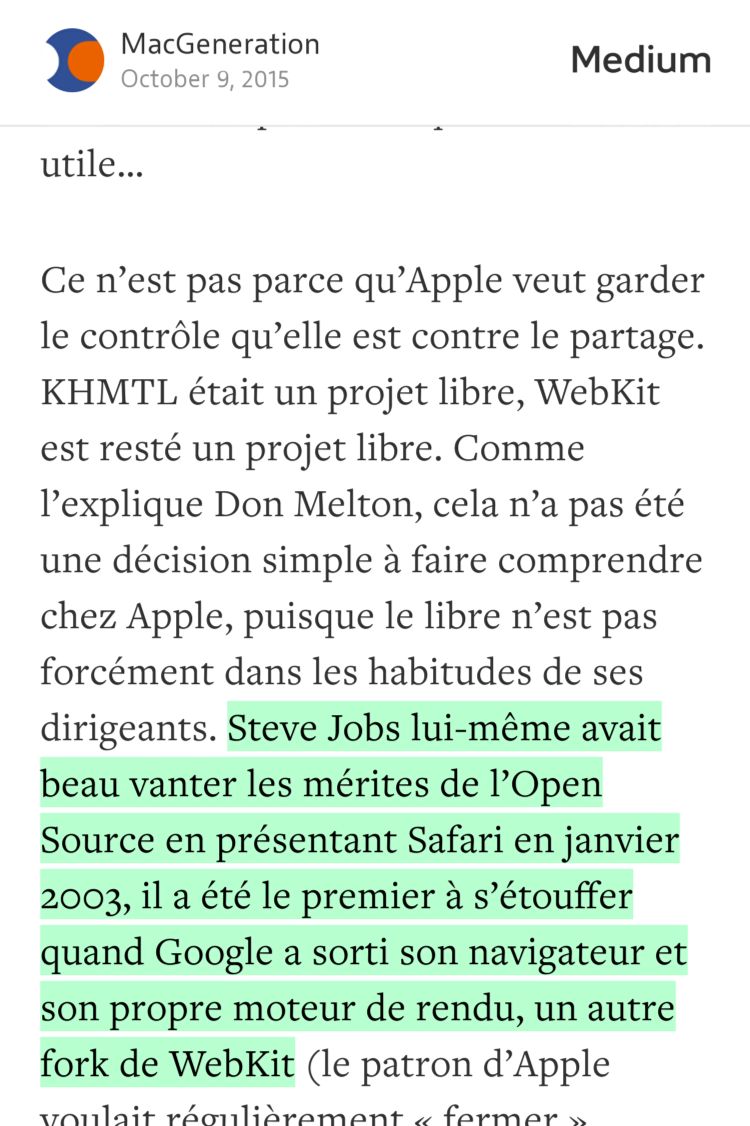 MacGeneration
October 9, 2015
Medium
utile...
Ce n’est pas parce qu’Apple veut garder
le contrôle qu’elle est contre le partage.
KHMTL était un projet libre, WebKit
est resté un projet libre. Comme
l’explique Don Melton, cela n’a pas été
une décision simple à faire comprendre
chez Apple, puisque le libre n’est pas
forcément dans les habitudes de ses
dirigeants. Steve Jobs lui-même avait
beau vanter les mérites de l’Open
Source en présentant Safari en janvier
2003, il a été le premier à s’étouffer
quand Google a sorti son navigateur et
son propre moteur de rendu, un autre
fork de WebKit (le patron d’Apple
voulait régulièrement « fermer »